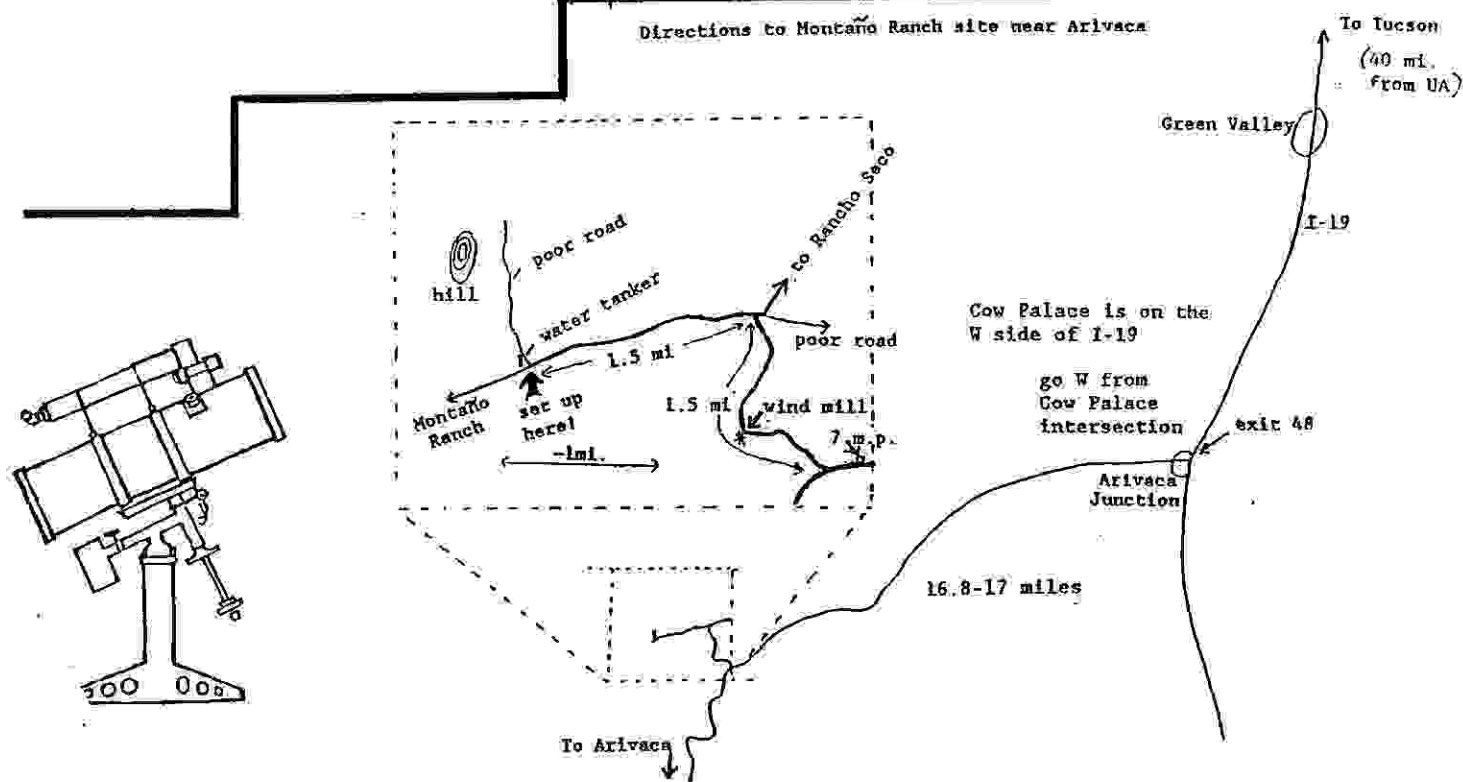 Directions to Montaño Ranch site near Arivaca
To Tucson
(40 mi.
from UA)
Green Valley
I-19
to Rancho Seco
poor road
hill
water tanker
1.5 mi
poor road
Montaño
Ranch
set up
here!
1.5 mi
wind mill
7 m.p.
~1mi.
Cow Palace is on the
W side of I-19
go W from
Cow Palace
intersection
exit 48
Arivaca
Junction
16.8-17 miles
To Arivaca